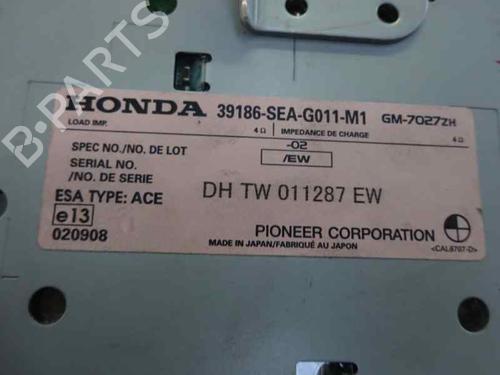 B-PARTS
HONDA 39186-SEA-G011-M1 GM-7027ZH
LOAD IMP. 4Ω IMPEDANCE DE CHARGE 4Ω
SPEC NO./NO. DE LOT -02
/EW
SERIAL NO.
/NO. DE SERIE DH TW 011287 EW
ESA TYPE: ACE
e13
020908 PIONEER CORPORATION
MADE IN JAPAN/FABRIQUÉ AU JAPON <CAL8707-D>